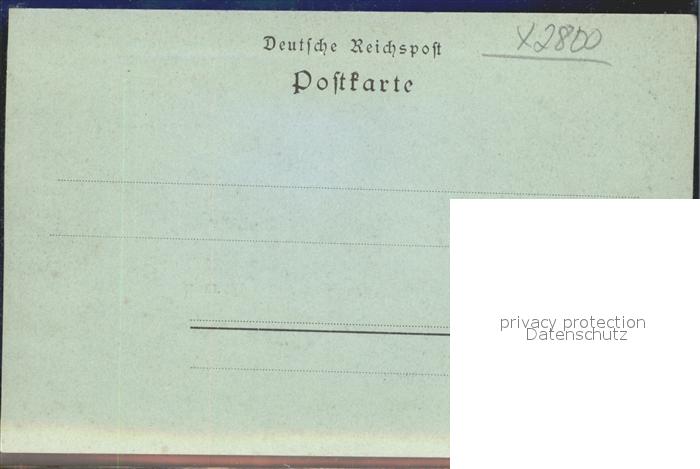 Deutſche Reichspoſt
X2800
Poſtkarte
privacy protection
Datenschutz